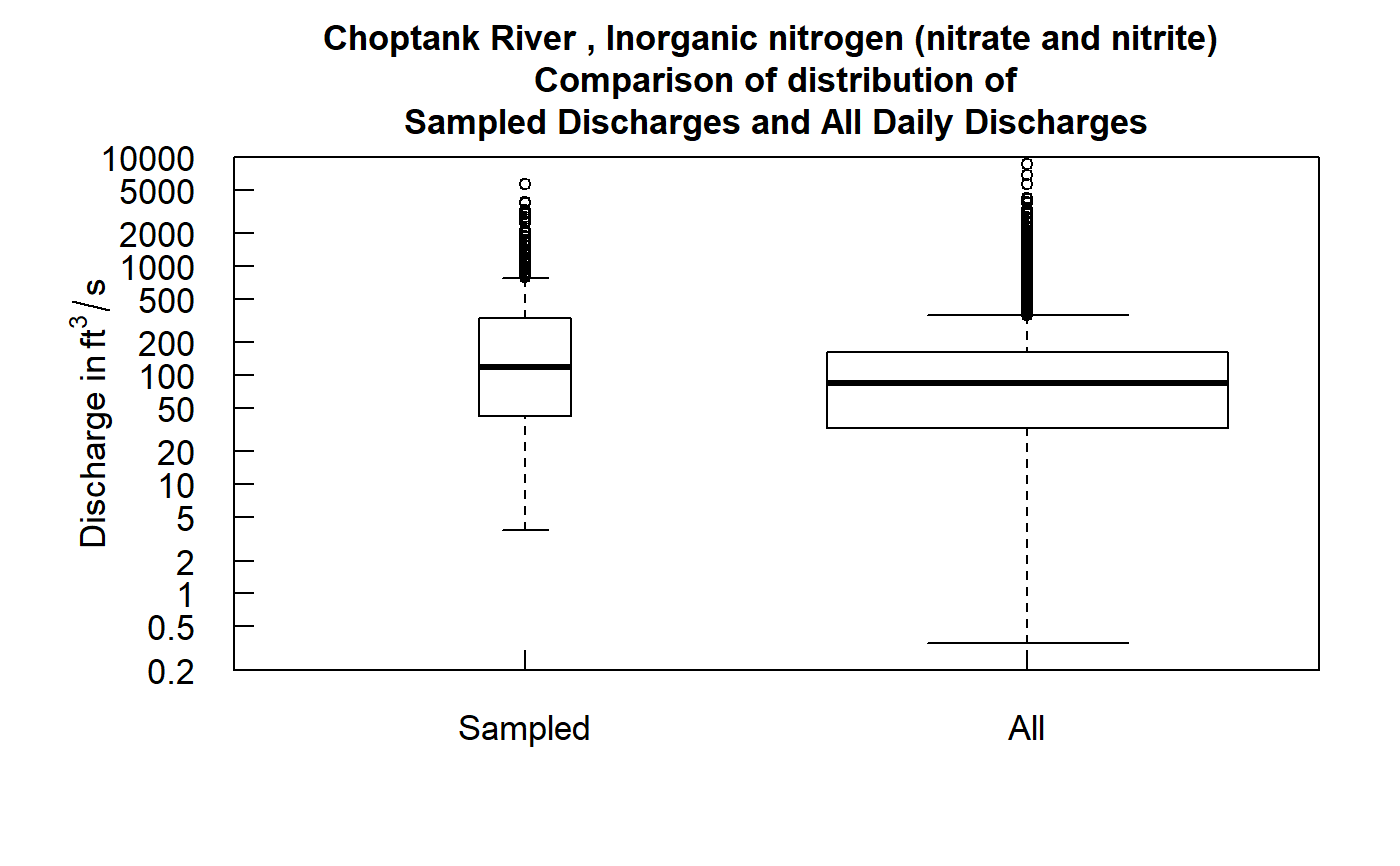 Choptank River , Inorganic nitrogen (nitrate and nitrite)
Comparison of distribution of
Sampled Discharges and All Daily Discharges
Discharge in ft³/s
10000
5000
2000
1000
500
200
100
50
20
10
5
2
1
0.5
0.2
Sampled
All